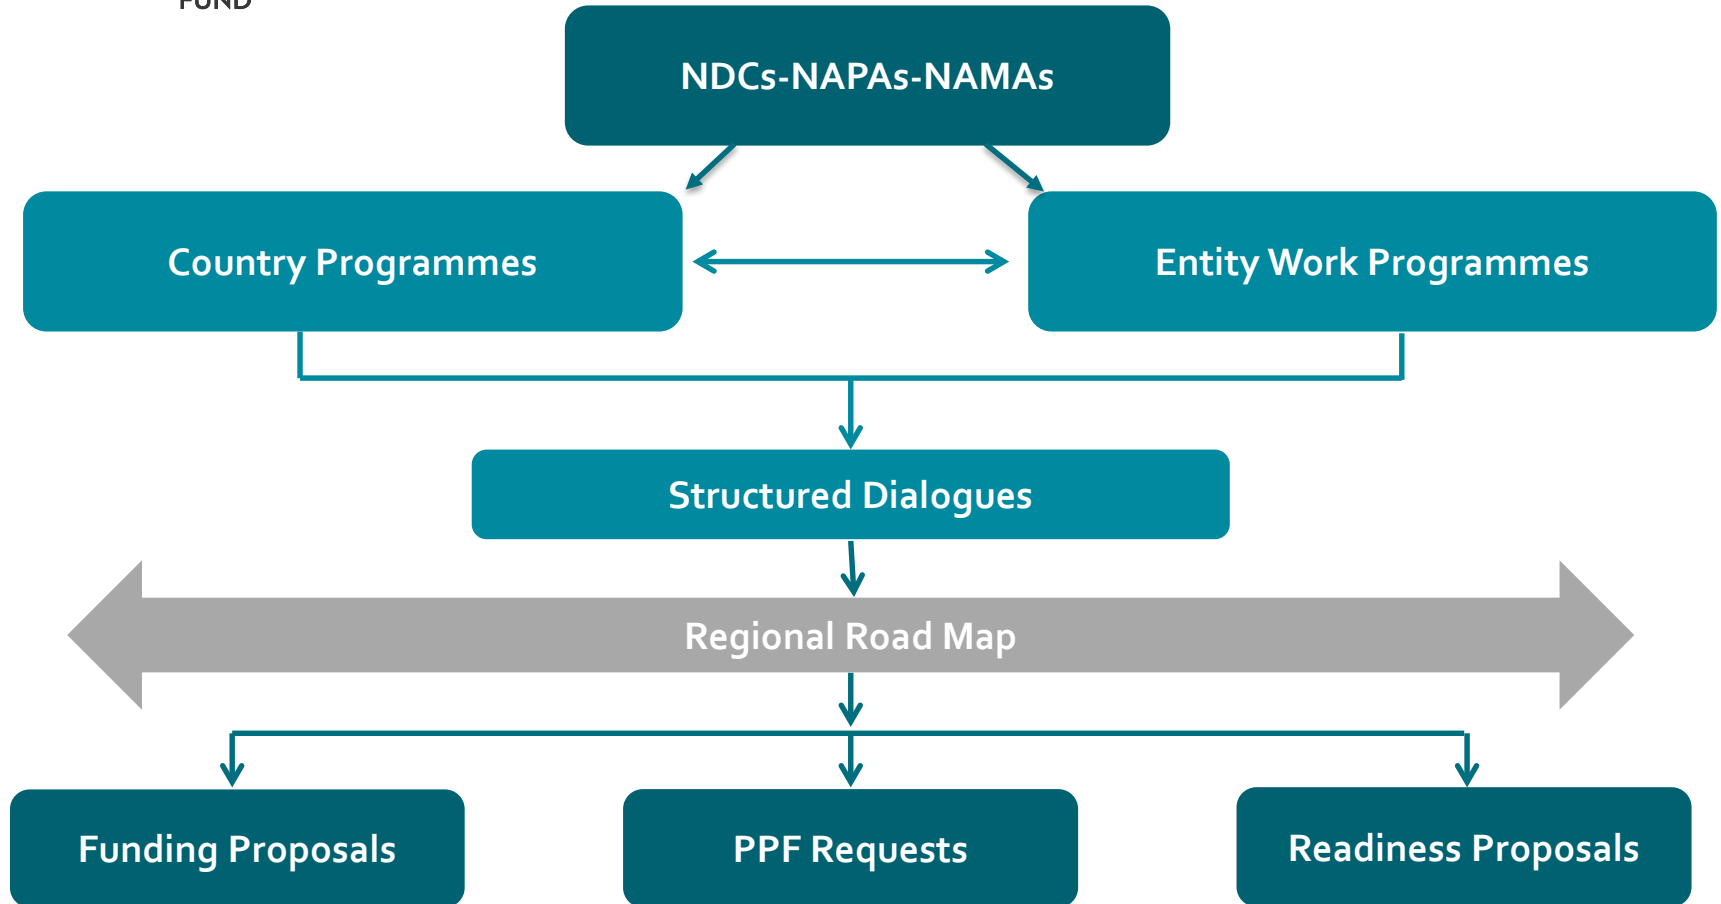 FUND
NDCs-NAPAs-NAMAs
Country Programmes
Entity Work Programmes
Structured Dialogues
Regional Road Map
Funding Proposals
PPF Requests
Readiness Proposals